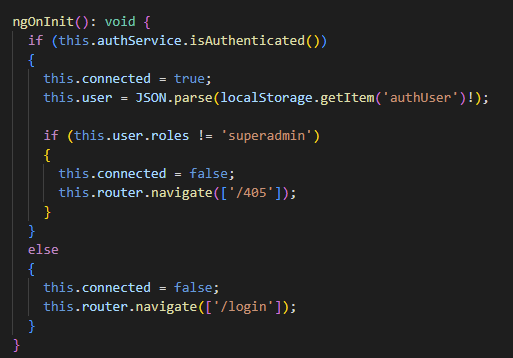 ngOnInit(): void {
if (this.authService.isAuthenticated())
{
this.connected = true;
this.user = JSON.parse(localStorage.getItem('authUser')!);
if (this.user.roles != 'superadmin')
{
this.connected = false;
this.router.navigate(['/405']);
}
}
else
{
this.connected = false;
this.router.navigate(['/login']);
}
}